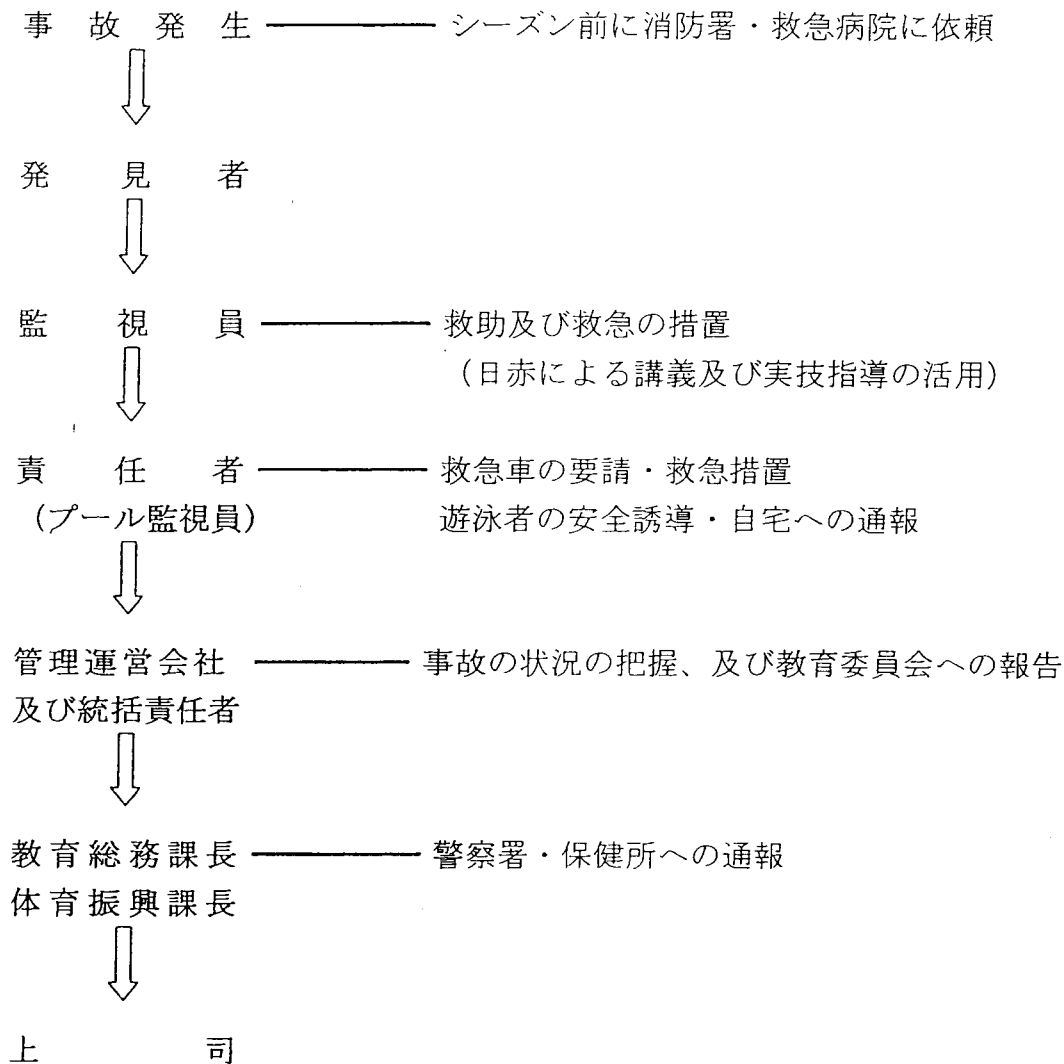 事故発生 シーズン前に消防署・救急病院に依頼
発見者
監視員 救助及び救急の措置
（日赤による講義及び実技指導の活用）
責任者 救急車の要請・救急措置
（プール監視員） 遊泳者の安全誘導・自宅への通報
管理運営会社 事故の状況の把握、及び教育委員会への報告
及び統括責任者
教育総務課長 警察署・保健所への通報
体育振興課長
上司